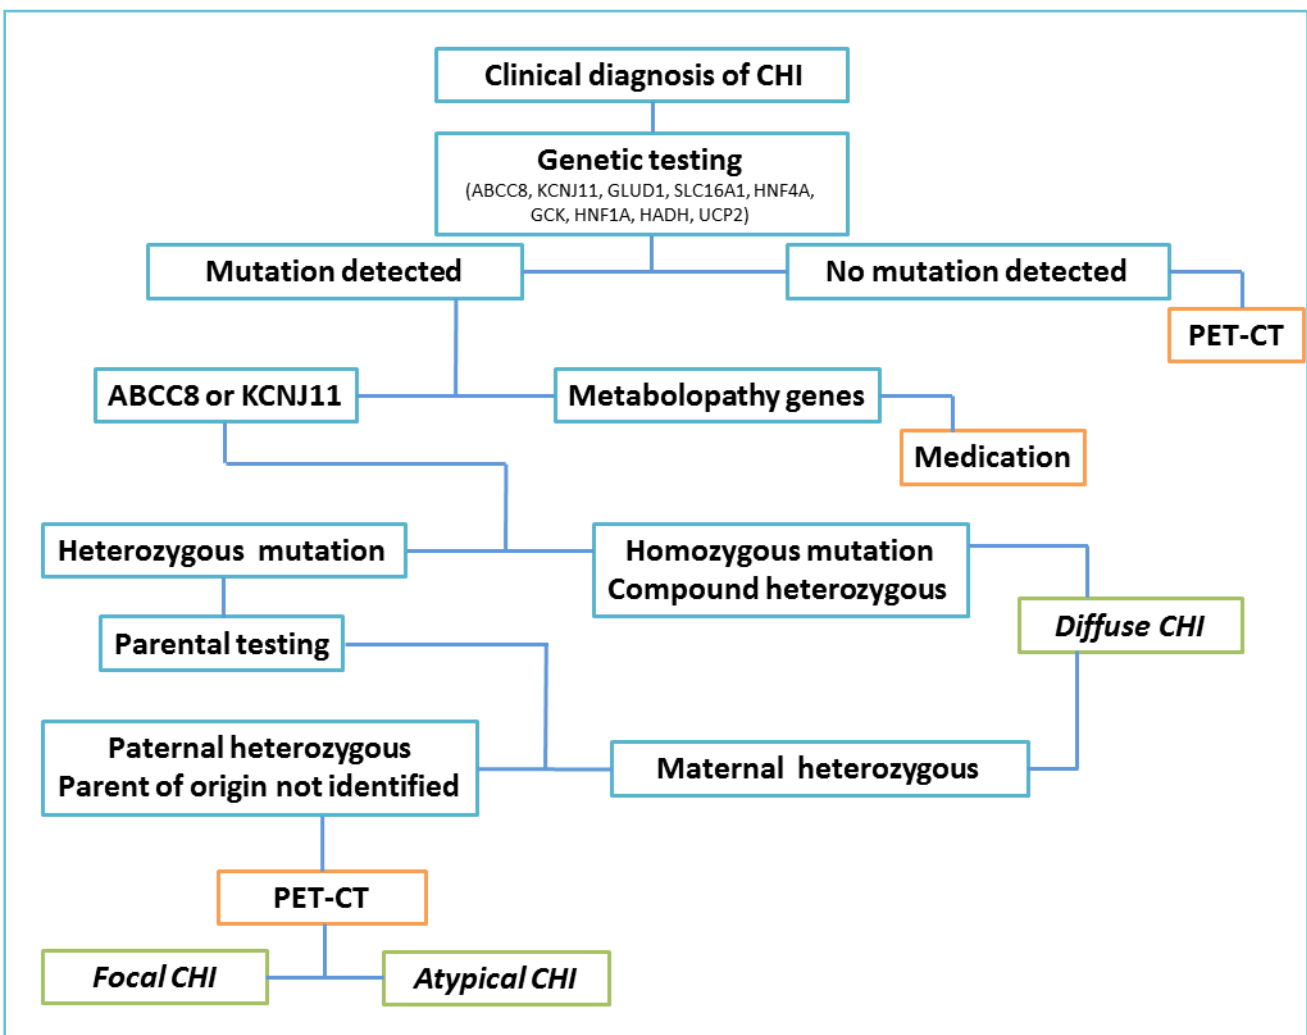 Clinical diagnosis of CHI
Genetic testing
(ABCC8, KCNJ11, GLUD1, SLC16A1, HNF4A,
GCK, HNF1A, HADH, UCP2)
Mutation detected
No mutation detected
PET-CT
ABCC8 or KCNJ11
Metabolopathy genes
Medication
Heterozygous mutation
Homozygous mutation
Compound heterozygous
Diffuse CHI
Parental testing
Paternal heterozygous
Parent of origin not identified
Maternal heterozygous
PET-CT
Focal CHI
Atypical CHI